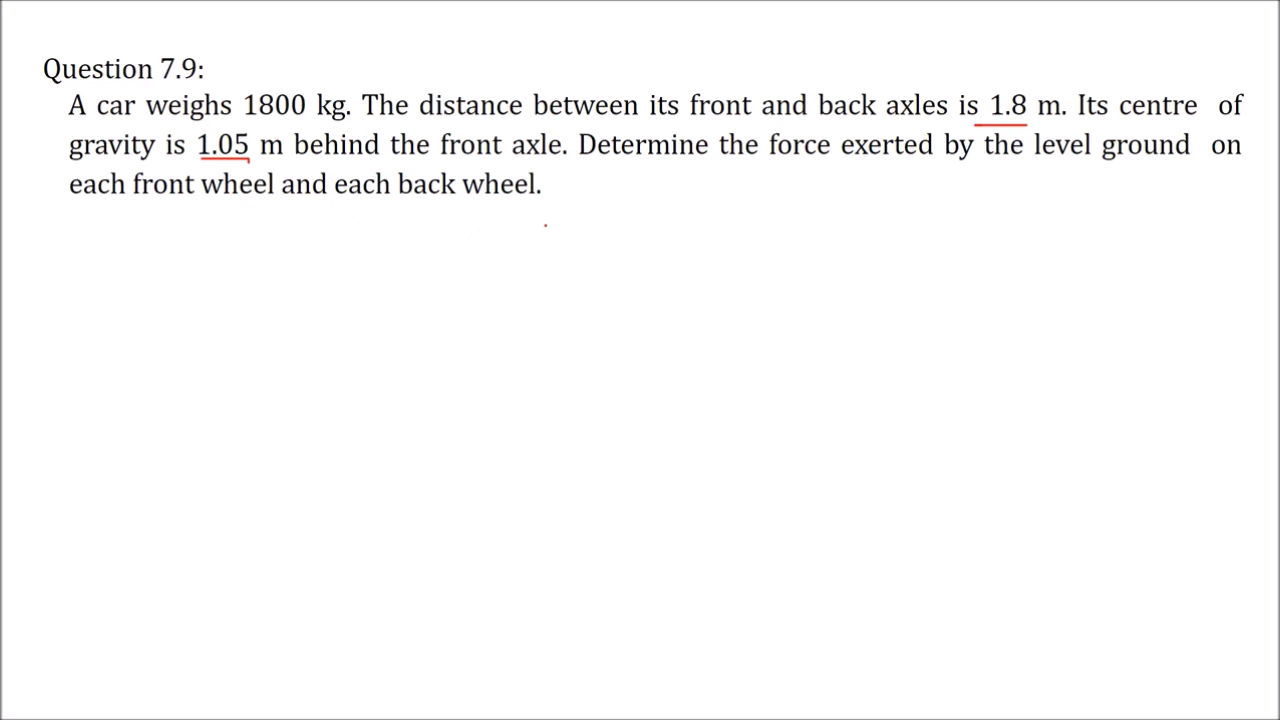 Question 7.9:
A car weighs 1800 kg. The distance between its front and back axles is 1.8 m. Its centre of
gravity is 1.05 m behind the front axle. Determine the force exerted by the level ground on
each front wheel and each back wheel.